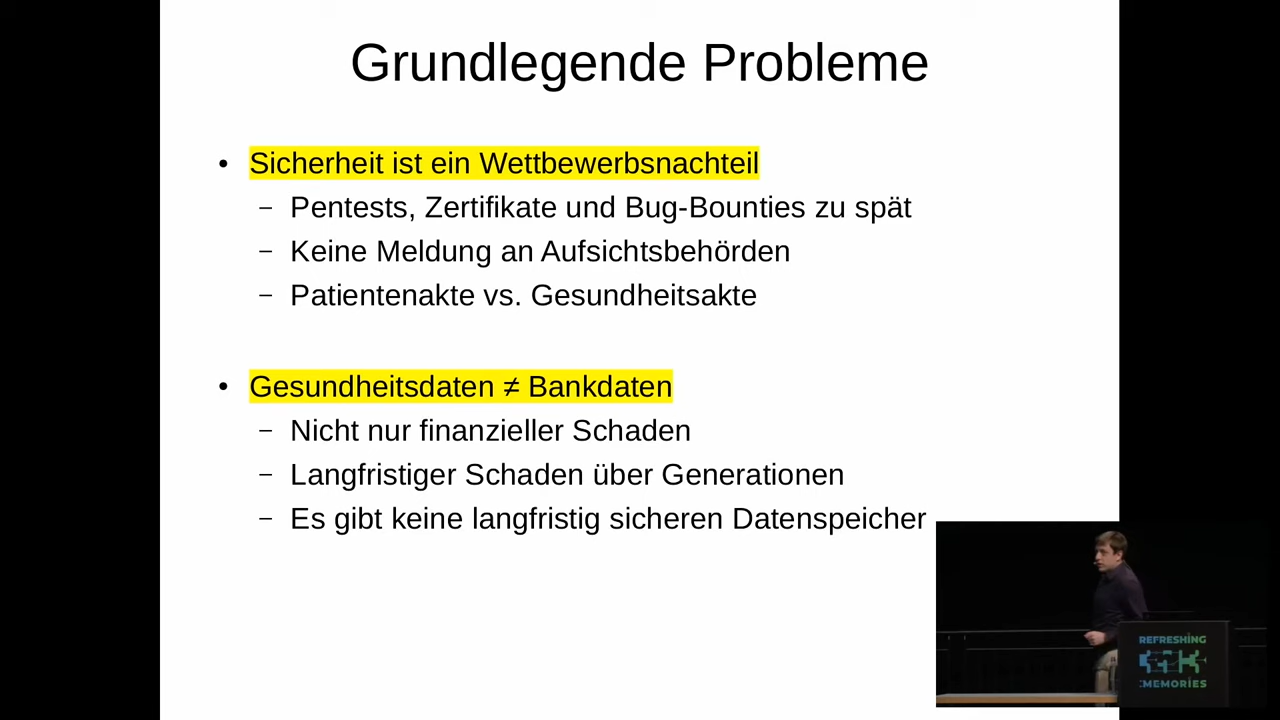 Grundlegende Probleme
• Sicherheit ist ein Wettbewerbsnachteil
– Pentests, Zertifikate und Bug-Bounties zu spät
– Keine Meldung an Aufsichtsbehörden
– Patientenakte vs. Gesundheitsakte
• Gesundheitsdaten ≠ Bankdaten
– Nicht nur finanzieller Schaden
– Langfristiger Schaden über Generationen
– Es gibt keine langfristig sicheren Datenspeicher
REFRESHING
MEMORIES